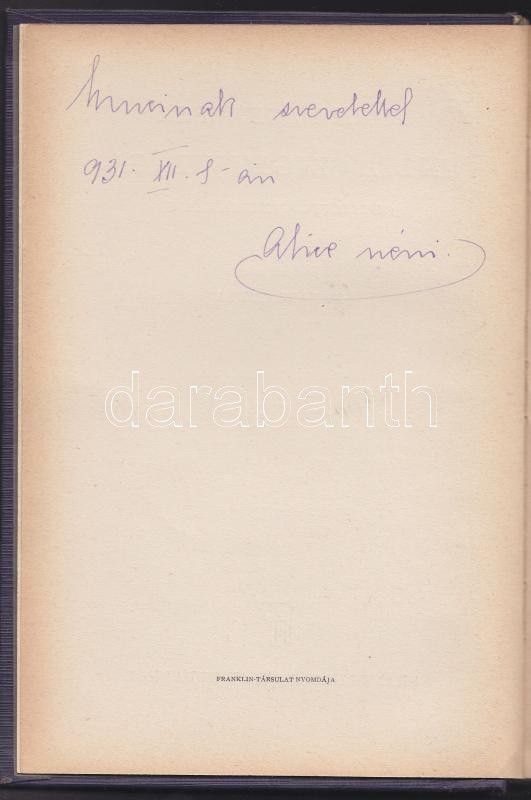 szeretettel
931. XII. 8-án
Alice néni.
darabanth
FRANKLIN-TÁRSULAT NYOMDÁJA